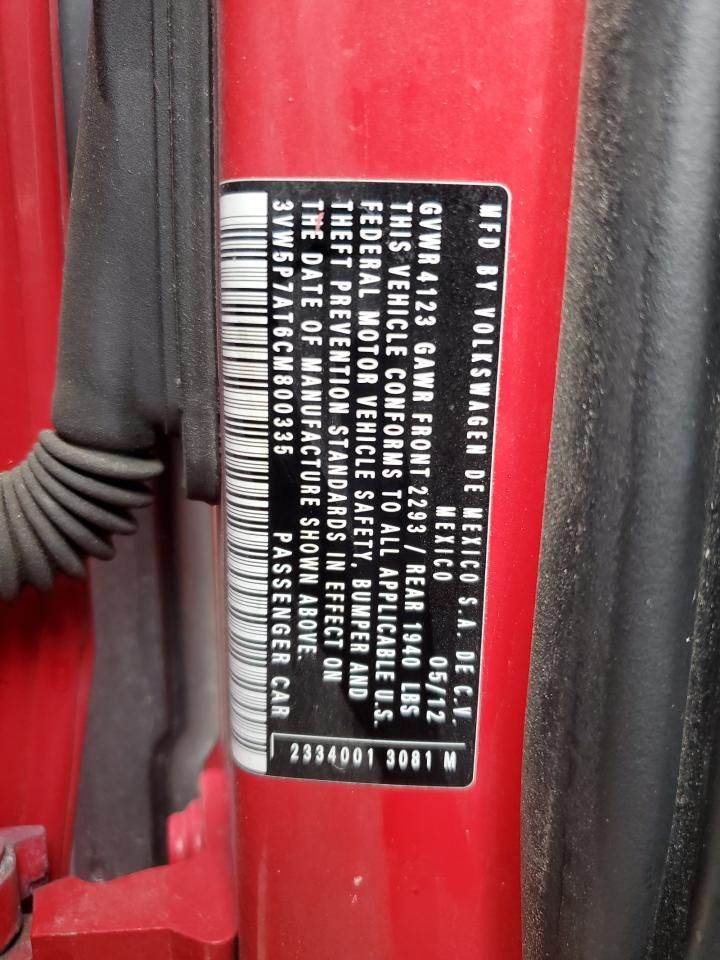 MFD BY VOLKSWAGEN DE MEXICO S.A. DE C.V.
MEXICO 05/12
GVWR 4123 GAWR FRONT 2293 / REAR 1940 LBS
THIS VEHICLE CONFORMS TO ALL APPLICABLE U.S.
FEDERAL MOTOR VEHICLE SAFETY, BUMPER AND
THEFT PREVENTION STANDARDS IN EFFECT ON
THE DATE OF MANUFACTURE SHOWN ABOVE.
3VW5P7AT6CM800335 PASSENGER CAR
2334001 3081 M